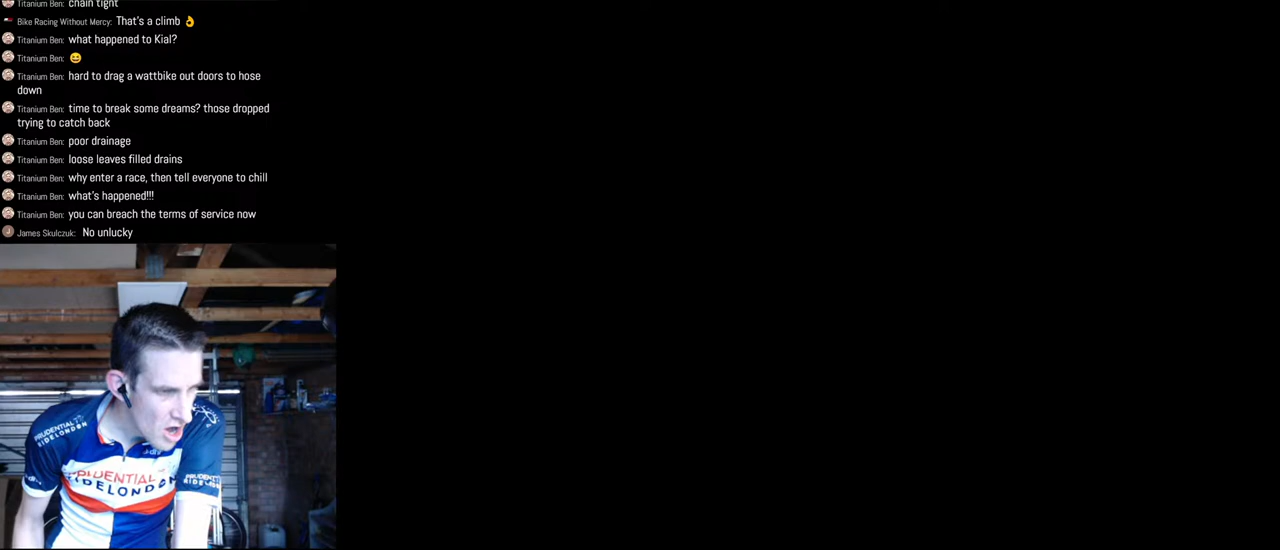 Titanium Ben: chain tight
Bike Racing Without Mercy: That's a climb 👌
Titanium Ben: what happened to Kial?
Titanium Ben: 😄
Titanium Ben: hard to drag a wattbike out doors to hose
down
Titanium Ben: time to break some dreams? those dropped
trying to catch back
Titanium Ben: poor drainage
Titanium Ben: loose leaves filled drains
Titanium Ben: why enter a race, then tell everyone to chill
Titanium Ben: what's happened!!!
Titanium Ben: you can breach the terms of service now
J James Skulczuk: No unlucky
PRUDENTIAL
RIDELONDON
PRUDENTIAL
RIDELONDON
PRUDENTIAL
RIDELONDON